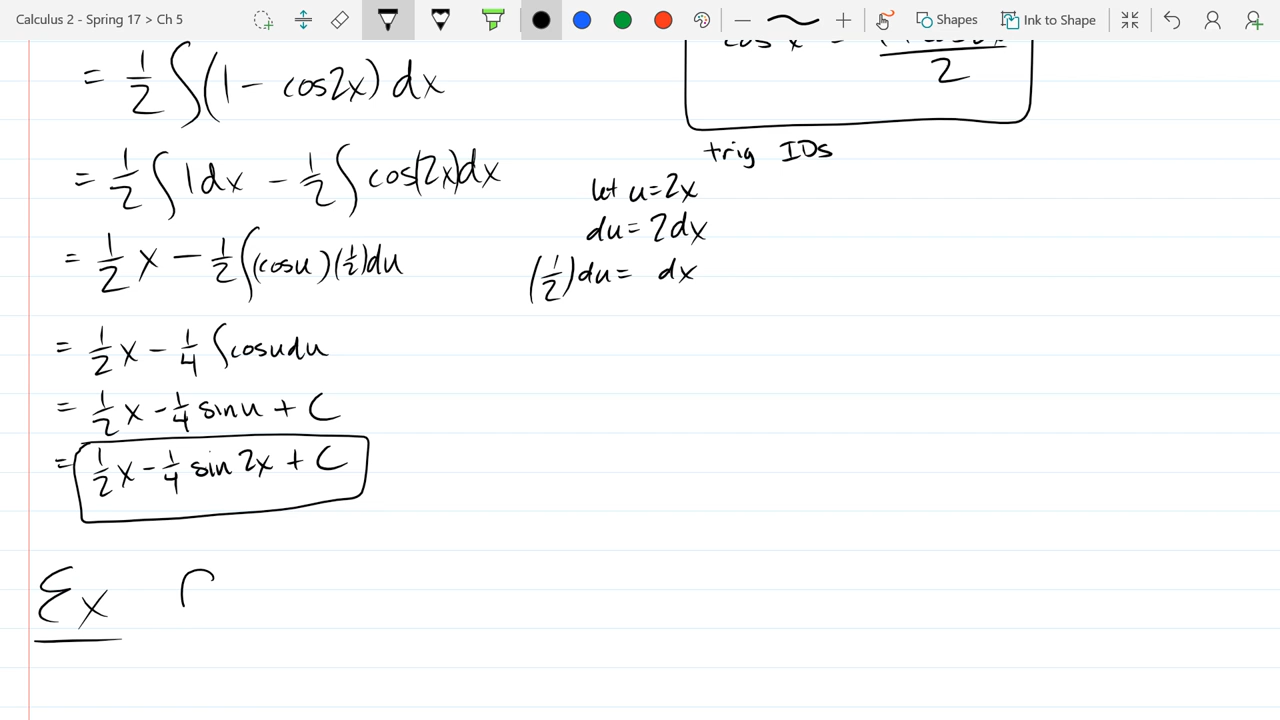 Calculus 2 - Spring 17 > Ch 5
Shapes
Ink to Shape
2
= 1/2 ∫(1 - cos2x) dx
trig IDs
= 1/2 ∫ 1dx - 1/2 ∫ cos(2x)dx
let u = 2x
du = 2dx
= 1/2 x - 1/2 ∫(cosu)(1/2)du
(1/2)du = dx
= 1/2 x - 1/4 ∫cosudu
= 1/2 x - 1/4 sinu + C
= 1/2 x - 1/4 sin 2x + C
Ex